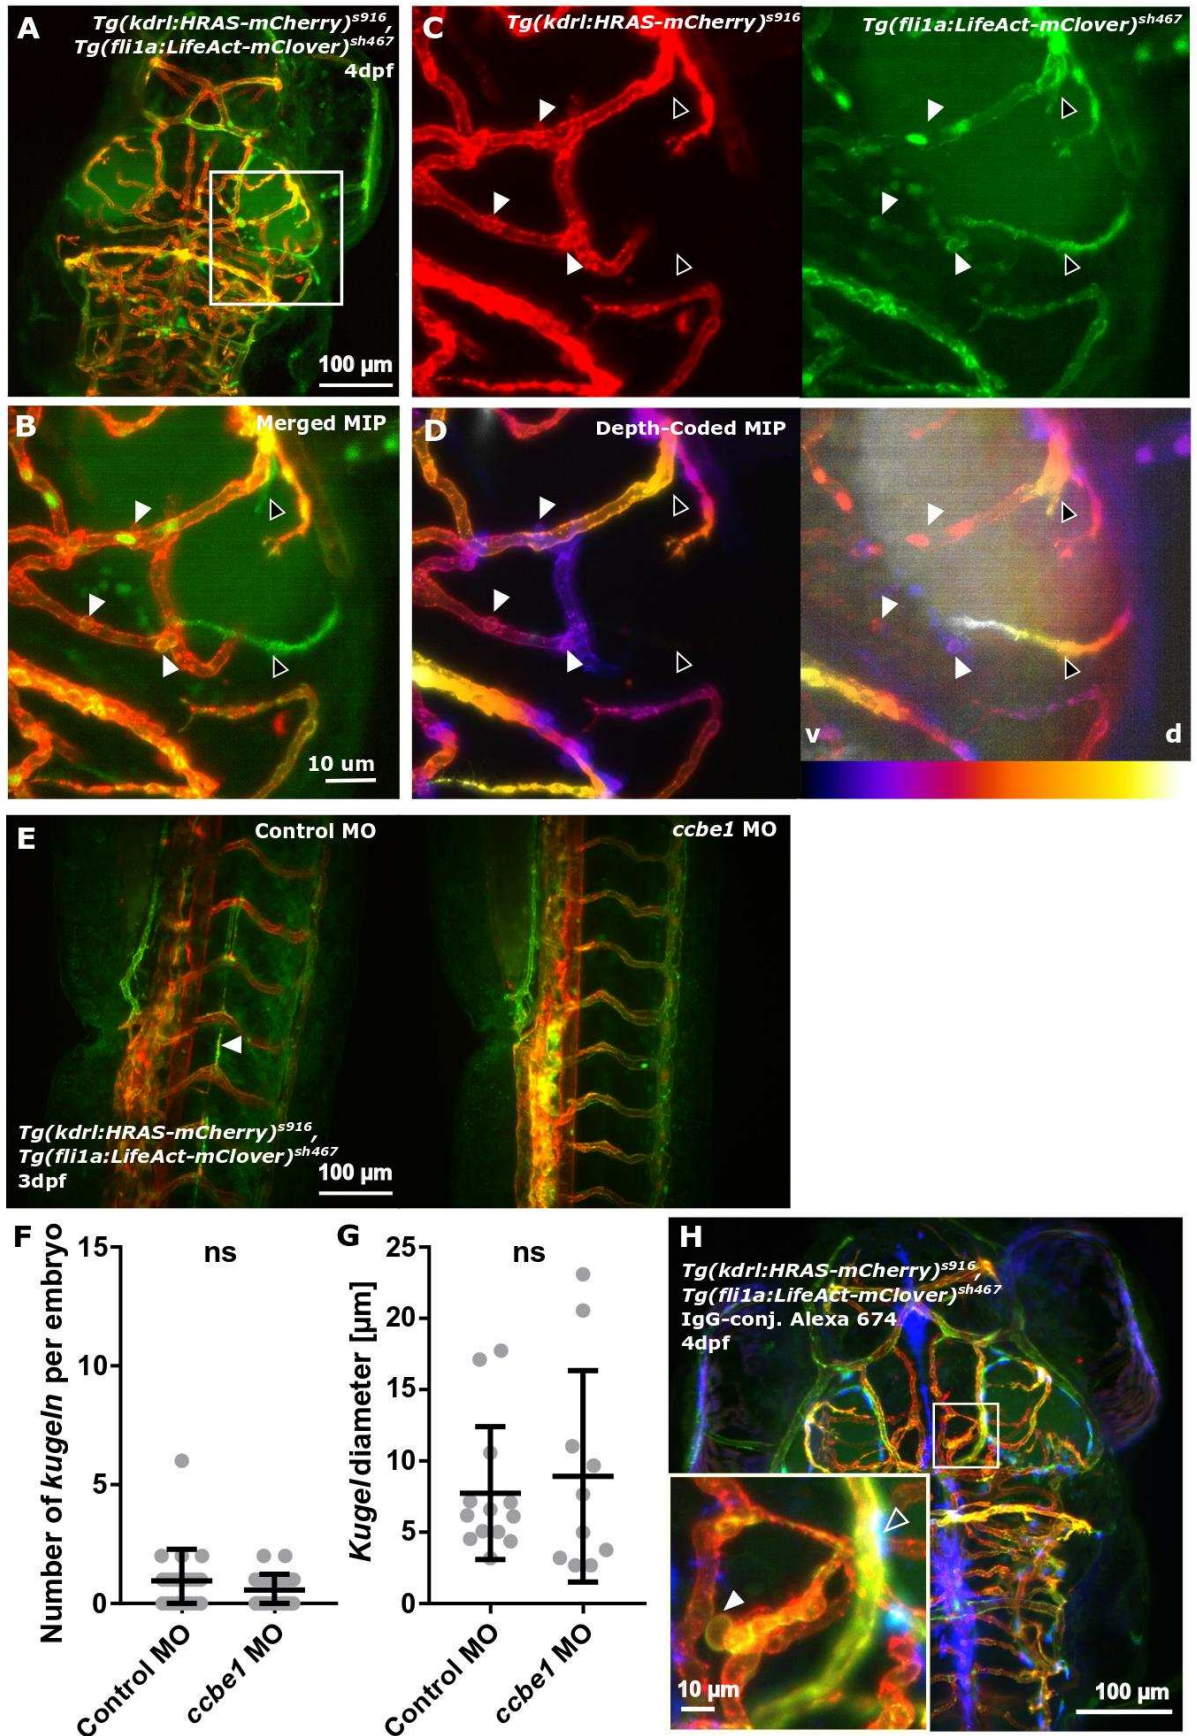 A
Tg(kdrl:HRAS-mCherry)s916,
Tg(fli1a:LifeAct-mClover)sh467
4dpf
100 µm
C
Tg(kdrl:HRAS-mCherry)s916
Tg(fli1a:LifeAct-mClover)sh467
B
Merged MIP
10 um
D
Depth-Coded MIP
v
d
E
Control MO
ccbe1 MO
Tg(kdrl:HRAS-mCherry)s916,
Tg(fli1a:LifeAct-mClover)sh467
3dpf
100 µm
F
Number of kugeln per embryo
15
10
5
0
ns
Control MO
ccbe1 MO
G
Kugel diameter [µm]
25
20
15
10
5
0
ns
Control MO
ccbe1 MO
H
Tg(kdrl:HRAS-mCherry)s916,
Tg(fli1a:LifeAct-mClover)sh467
IgG-conj. Alexa 674
4dpf
10 µm
100 µm